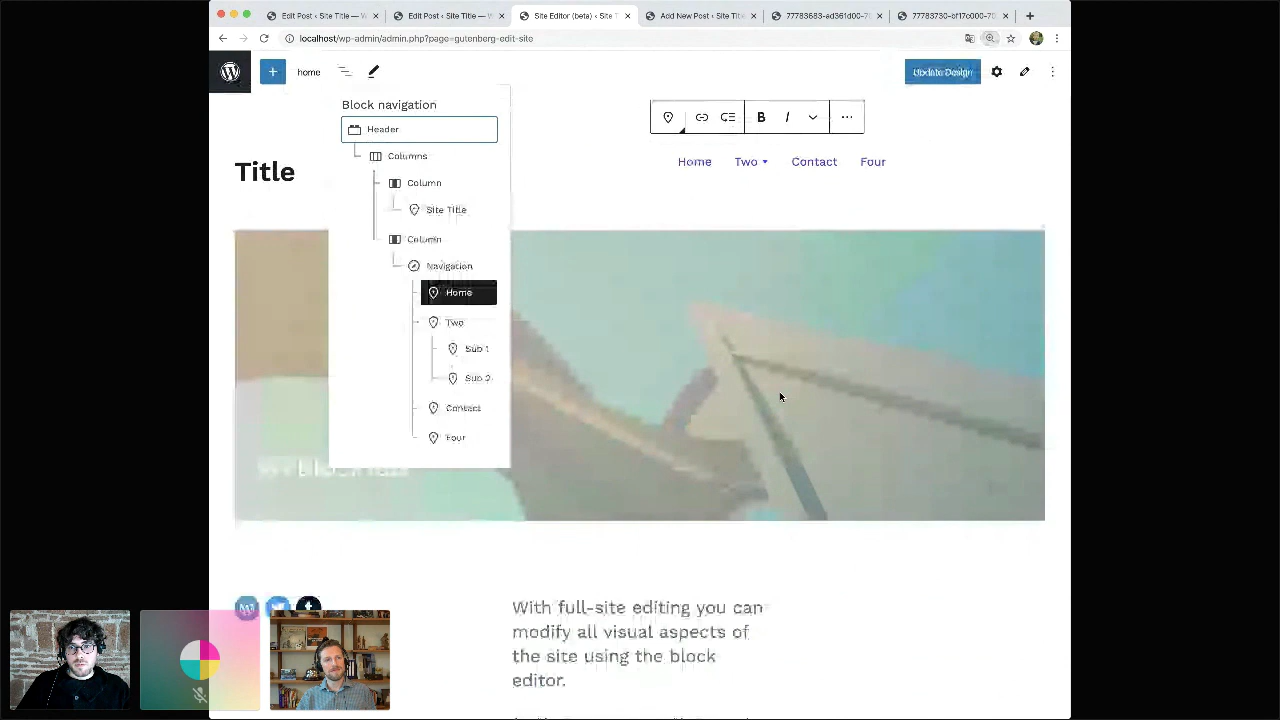 Edit Post ‹ Site Title — W
Edit Post ‹ Site Title — W
Site Editor (beta) ‹ Site T
Add New Post ‹ Site Title
localhost/wp-admin/admin.php?page=gutenberg-edit-site
home
Update Design
Block navigation
Header
Columns
Column
Site Title
Column
Navigation
Home
Two
Sub 1
Sub 2
Contact
Four
B I
Title
Home Two Contact Four
With full-site editing you can
modify all visual aspects of
the site using the block
editor.